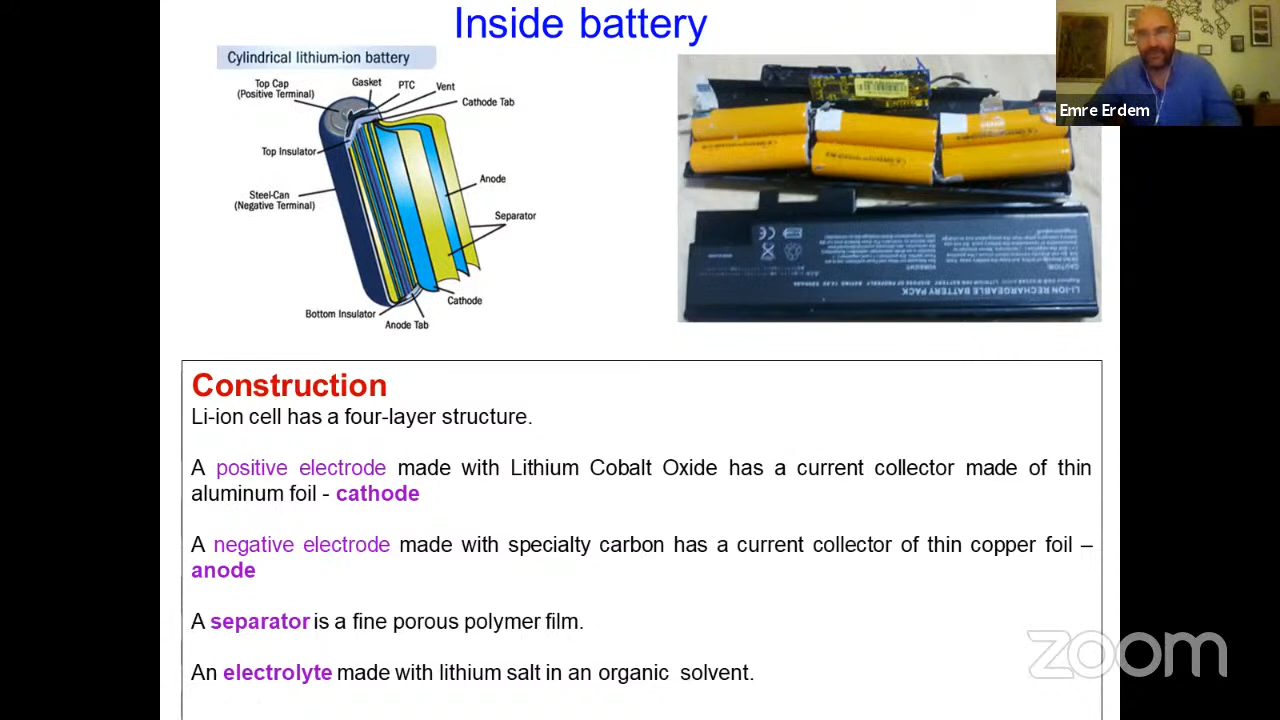 Inside battery
Cylindrical lithium-ion battery
Top Cap
(Positive Terminal)
Gasket
PTC
Vent
Cathode Tab
Top Insulator
Steel-Can
(Negative Terminal)
Anode
Separator
Cathode
Bottom Insulator
Anode Tab
CE
CAUTION:
LI-ION RECHARGEABLE BATTERY PACK
Emre Erdem
Construction
Li-ion cell has a four-layer structure.
A positive electrode made with Lithium Cobalt Oxide has a current collector made of thin
aluminum foil - cathode
A negative electrode made with specialty carbon has a current collector of thin copper foil –
anode
A separator is a fine porous polymer film.
An electrolyte made with lithium salt in an organic solvent.
zoom